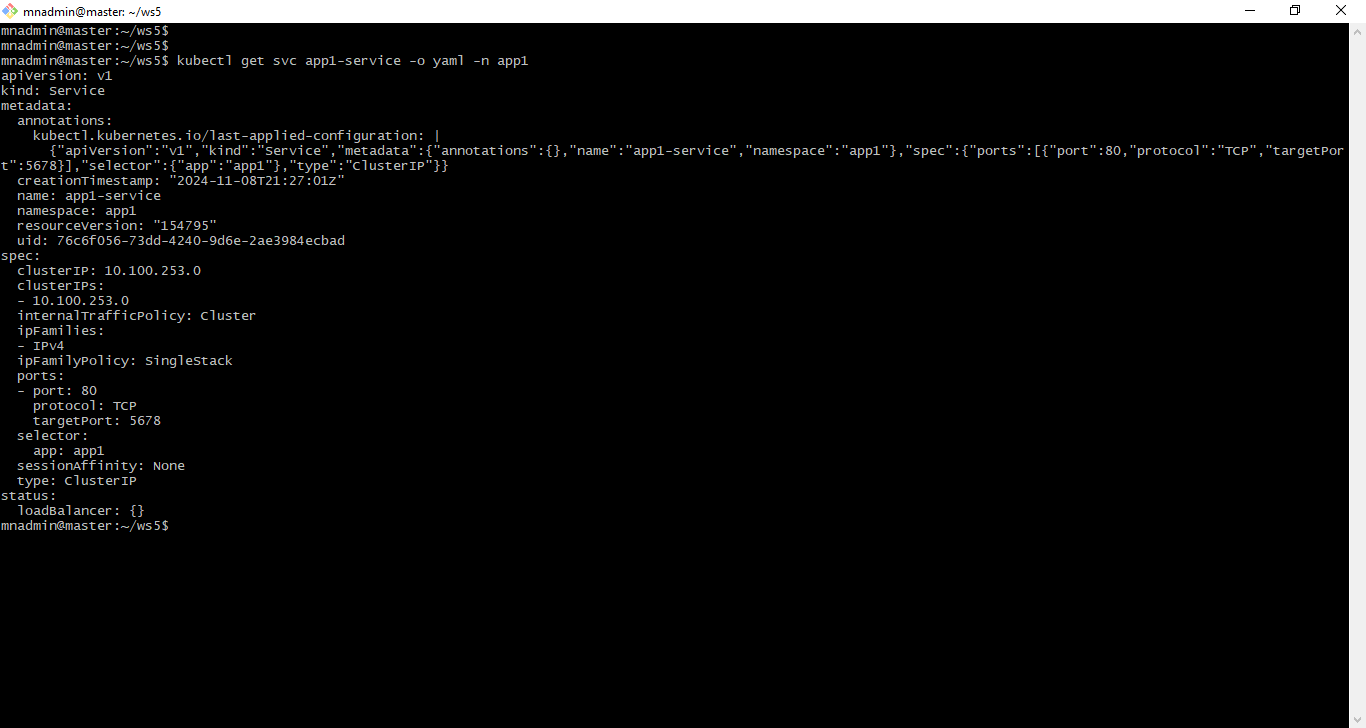 mnadmin@master: ~/ws5
mnadmin@master:~/ws5$
mnadmin@master:~/ws5$
mnadmin@master:~/ws5$ kubectl get svc app1-service -o yaml -n app1
apiVersion: v1
kind: Service
metadata:
  annotations:
    kubectl.kubernetes.io/last-applied-configuration: |
      {"apiVersion":"v1","kind":"Service","metadata":{"annotations":{},"name":"app1-service","namespace":"app1"},"spec":{"ports":[{"port":80,"protocol":"TCP","targetPor
t":5678}],"selector":{"app":"app1"},"type":"ClusterIP"}}
  creationTimestamp: "2024-11-08T21:27:01Z"
  name: app1-service
  namespace: app1
  resourceVersion: "154795"
  uid: 76c6f056-73dd-4240-9d6e-2ae3984ecbad
spec:
  clusterIP: 10.100.253.0
  clusterIPs:
  - 10.100.253.0
  internalTrafficPolicy: Cluster
  ipFamilies:
  - IPv4
  ipFamilyPolicy: SingleStack
  ports:
  - port: 80
    protocol: TCP
    targetPort: 5678
  selector:
    app: app1
  sessionAffinity: None
  type: ClusterIP
status:
  loadBalancer: {}
mnadmin@master:~/ws5$